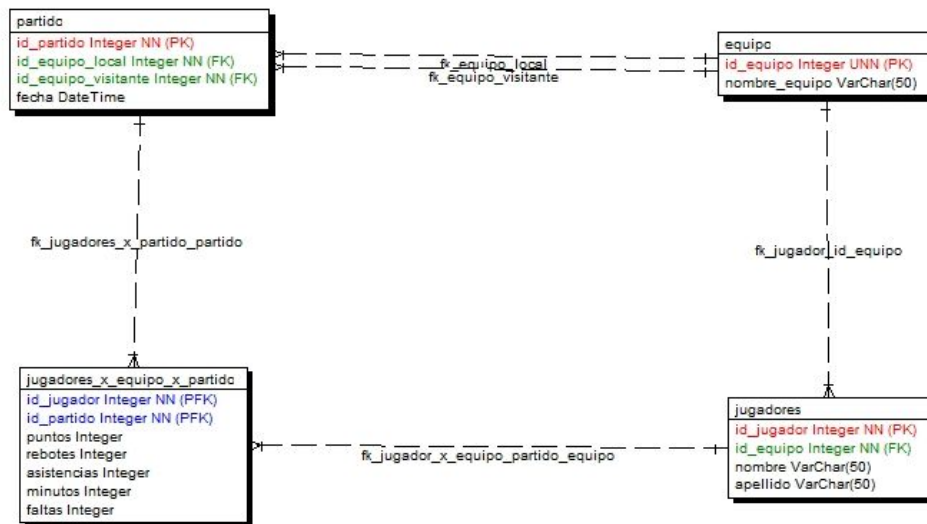 partido
id_partido Integer NN (PK)
id_equipo_local Integer NN (FK)
id_equipo_visitante Integer NN (FK)
fecha DateTime
fk_equipo_local
fk_equipo_visitante
equipo
id_equipo Integer UNN (PK)
nombre_equipo VarChar(50)
fk_jugadores_x_partido_partido
fk_jugador_id_equipo
jugadores_x_equipo_x_partido
id_jugador Integer NN (PFK)
id_partido Integer NN (PFK)
puntos Integer
rebotes Integer
asistencias Integer
minutos Integer
faltas Integer
fk_jugador_x_equipo_partido_equipo
jugadores
id_jugador Integer NN (PK)
id_equipo Integer NN (FK)
nombre VarChar(50)
apellido VarChar(50)